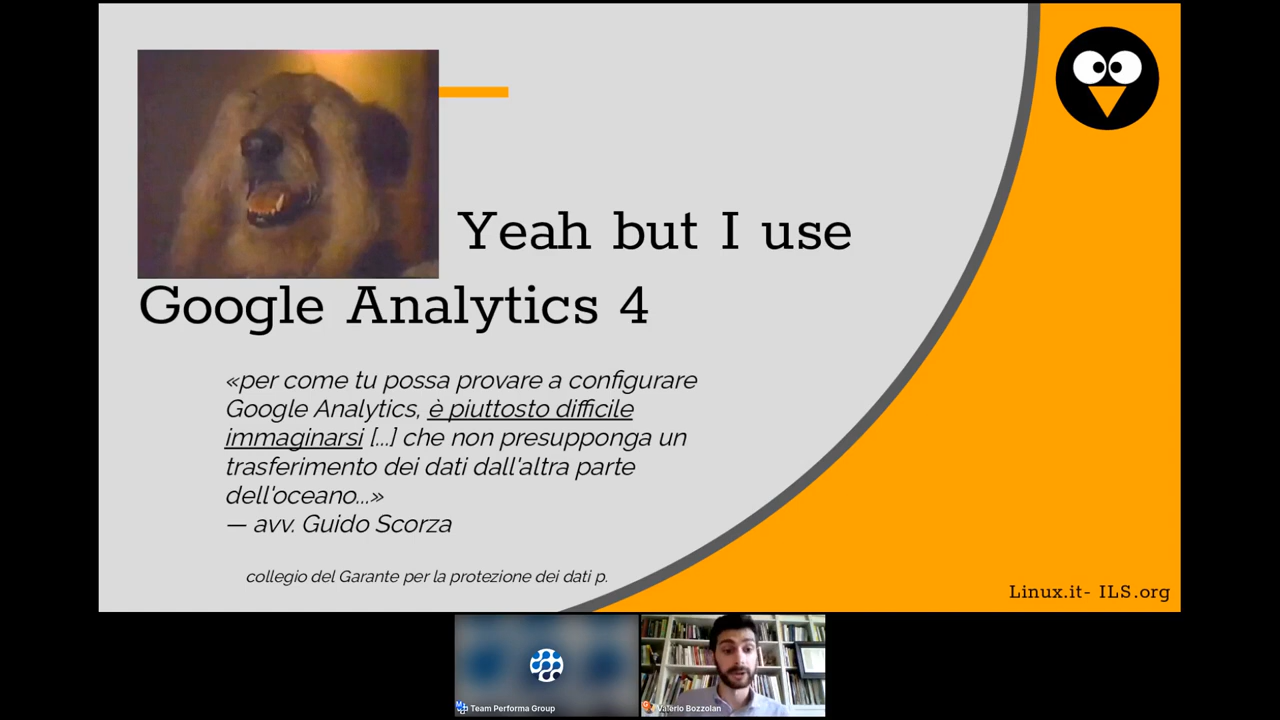 Yeah but I use
Google Analytics 4
«per come tu possa provare a configurare
Google Analytics, è piuttosto difficile
immaginarsi [...] che non presupponga un
trasferimento dei dati dall'altra parte
dell'oceano...»
— avv. Guido Scorza
collegio del Garante per la protezione dei dati p.
Linux.it- ILS.org
Team Performa Group
Valerio Bozzolan